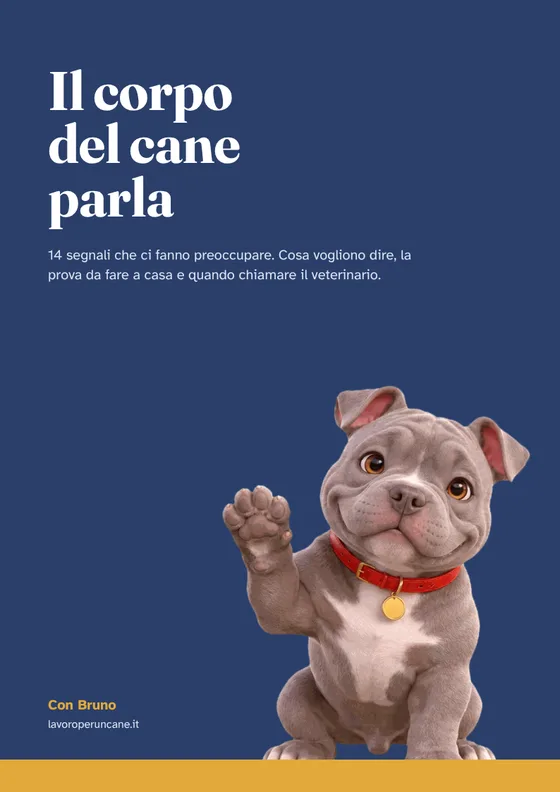 Il corpo
del cane
parla
14 segnali che ci fanno preoccupare. Cosa vogliono dire, la
prova da fare a casa e quando chiamare il veterinario.
Con Bruno
lavoroperuncane.it